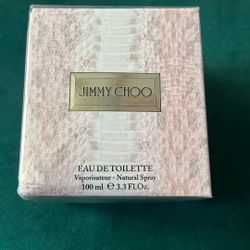 JIMMY CHOO
EAU DE TOILETTE
Vaporisateur - Natural Spray
100 ml ℮ 3.3 Fl.Oz.